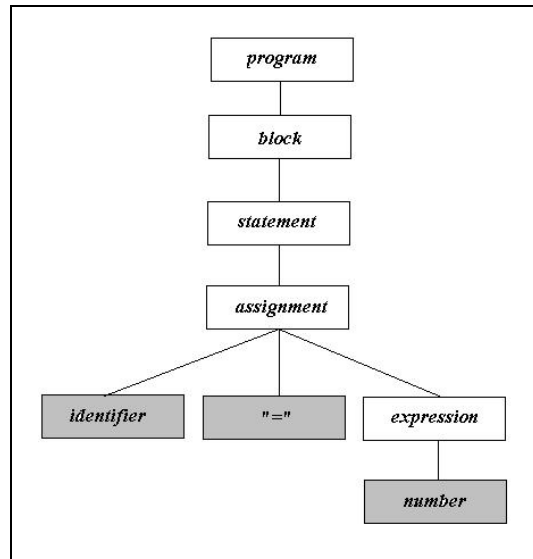 program
block
statement
assignment
identifier
"="
expression
number